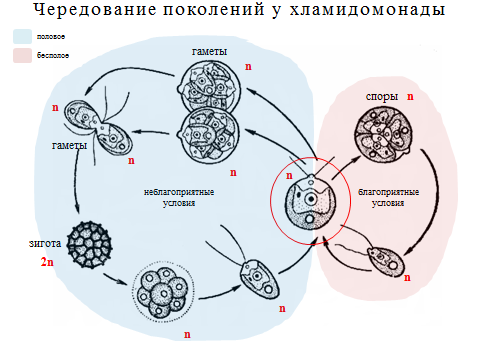 Чередование поколений у хламидомонады
половое
бесполое
гаметы
n
споры n
n
гаметы
n
n
n
неблагоприятные
условия
благоприятные
условия
зигота
2n
n
n
n